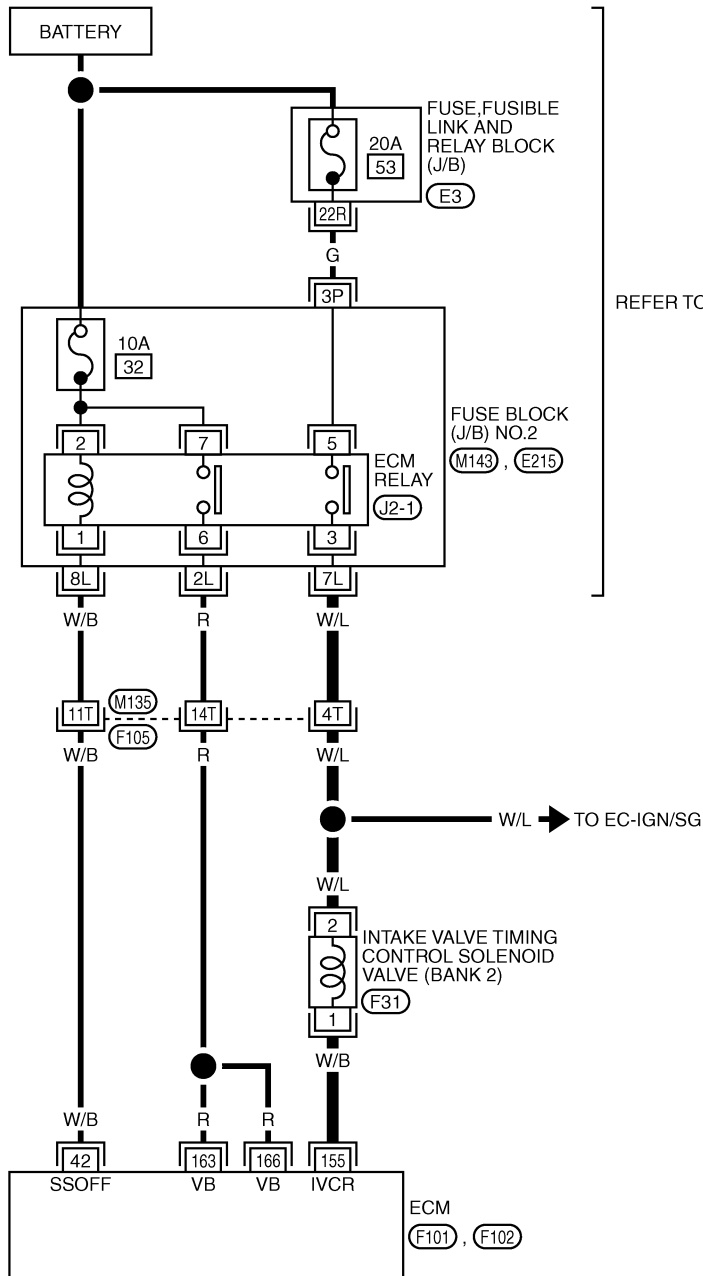 BATTERY
FUSE,FUSIBLE
LINK AND
RELAY BLOCK
(J/B)
E3
20A
53
22R
G
3P
REFER TO
10A
32
FUSE BLOCK
(J/B) NO.2
M143 , E215
2
7
5
ECM
RELAY
J2-1
1
6
3
8L
2L
7L
W/B
R
W/L
11T
M135
F105
14T
4T
W/B
R
W/L
W/L
TO EC-IGN/SG
W/L
2
INTAKE VALVE TIMING
CONTROL SOLENOID
VALVE (BANK 2)
F31
1
W/B
W/B
R
R
42
163
166
155
SSOFF
VB
VB
IVCR
ECM
F101 , F102